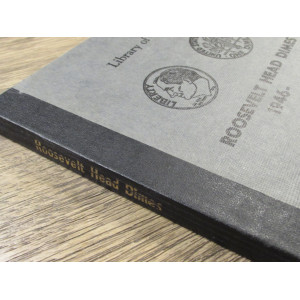 Library of
LIBERTY
ROOSEVELT HEAD DIMES
1946-
Roosevelt Head Dimes